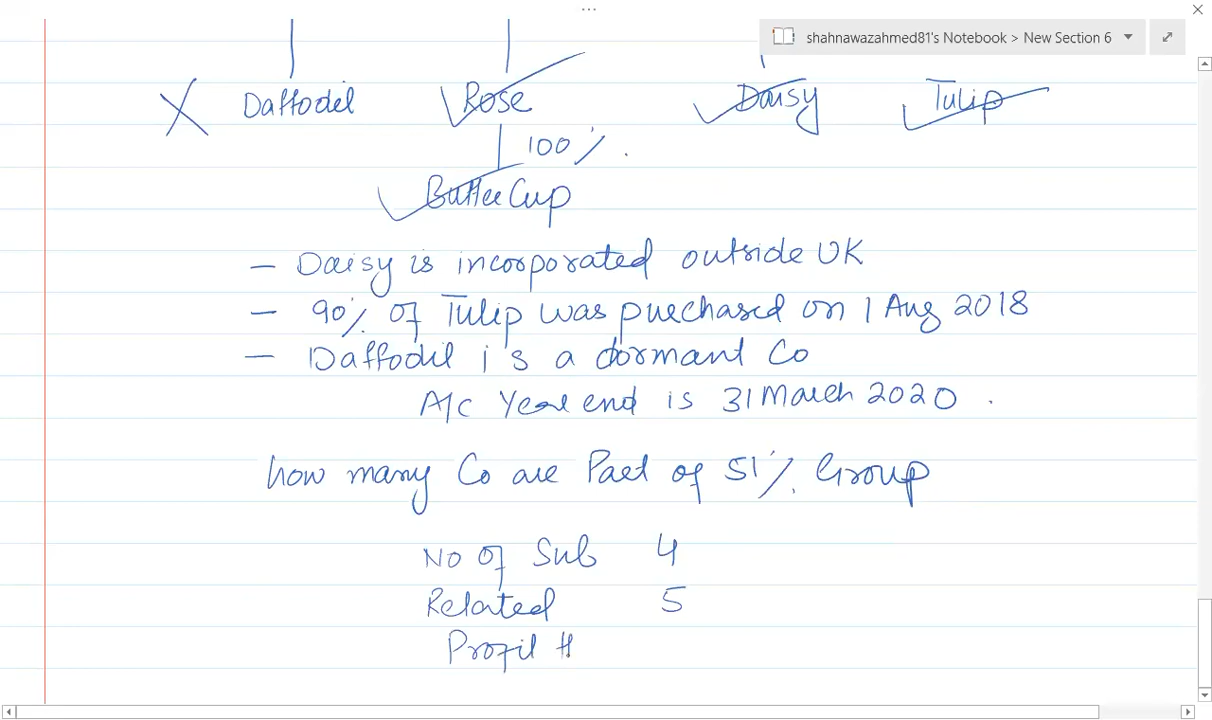 shahnawazahmed81's Notebook > New Section 6
X Daffodil Rose Daisy Tulip
100%.
ButterCup
— Daisy is incorporated outside UK
— 90% of Tulip was purchased on 1 Aug 2018
— Daffodil is a dormant Co
A/c Year end is 31 March 2020.
how many Co are Part of 51% Group
No of Sub 4
Related 5
Profit